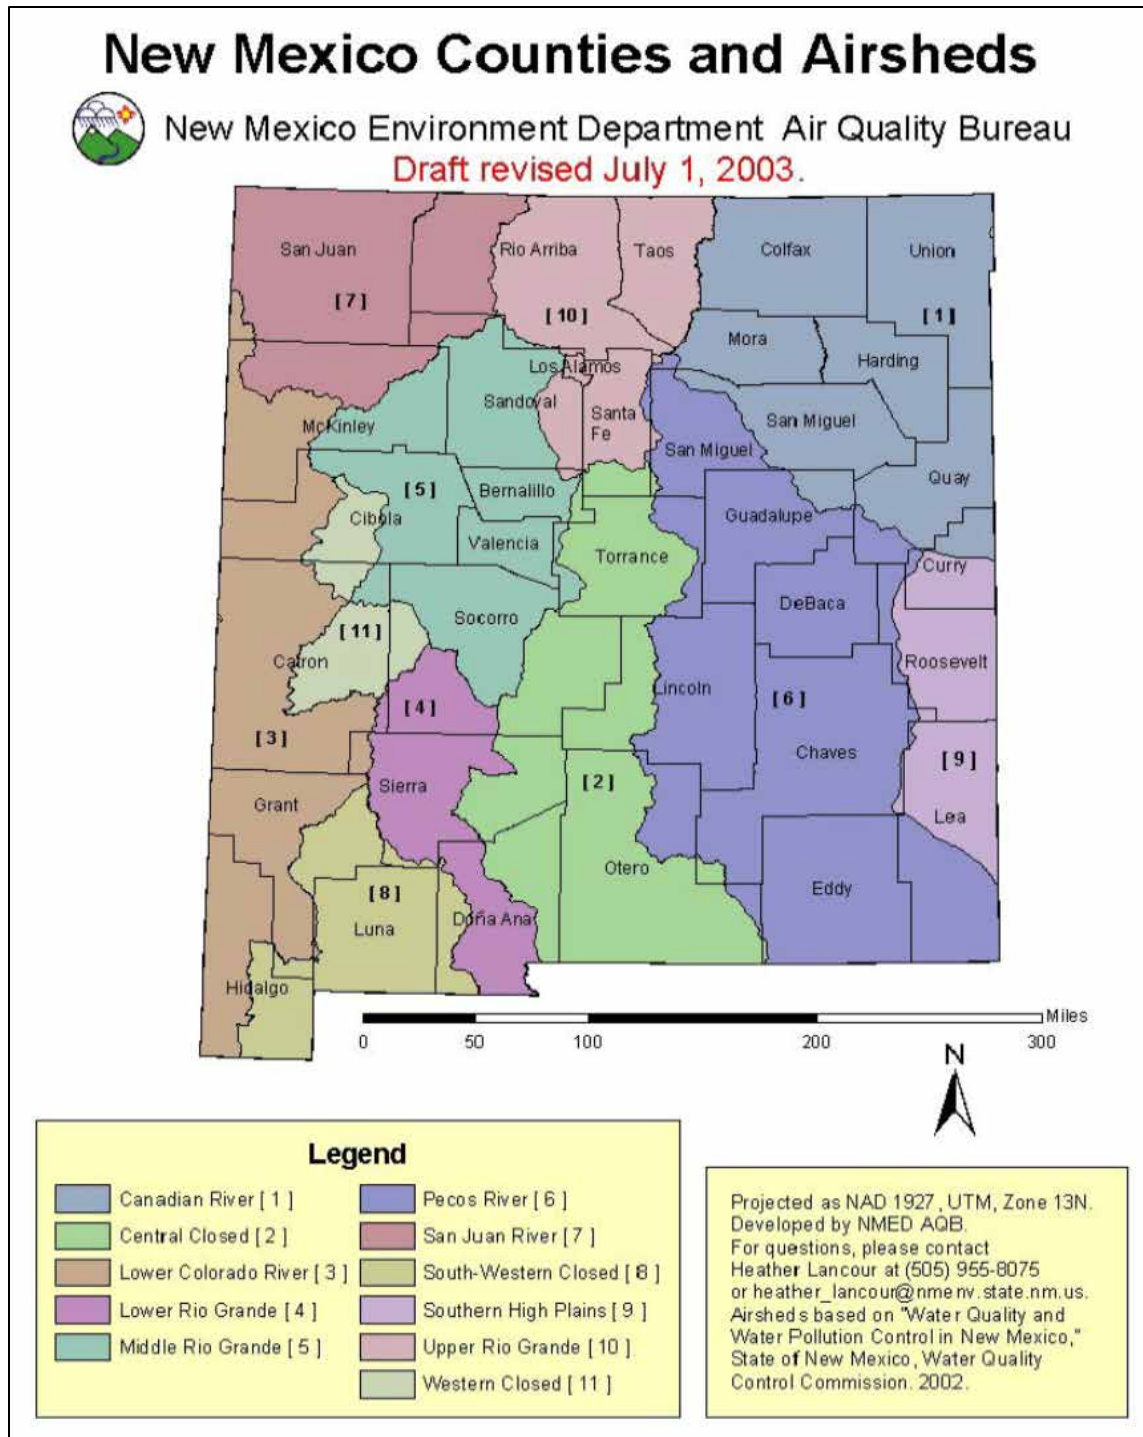 New Mexico Counties and Airsheds
New Mexico Environment Department Air Quality Bureau
Draft revised July 1, 2003.
San Juan
Rio Arriba
Taos
Colfax
Union
[ 7 ]
[ 10 ]
[ 1 ]
Mora
Harding
Los Alamos
Sandoval
Santa
Fe
San Miguel
McKinley
San Miguel
Quay
[ 5 ]
Bernalillo
Cibola
Guadalupe
Valencia
Torrance
Curry
DeBaca
Socorro
[ 11 ]
Catron
Roosevelt
Lincoln
[ 4 ]
[ 6 ]
[ 3 ]
Chaves
[ 9 ]
Sierra
[ 2 ]
Grant
Lea
Otero
Eddy
[ 8 ]
Luna
Doña Ana
Hidalgo
Miles
0 50 100 200 300
N
Legend
Canadian River [ 1 ]
Central Closed [ 2 ]
Lower Colorado River [ 3 ]
Lower Rio Grande [ 4 ]
Middle Rio Grande [ 5 ]
Pecos River [ 6 ]
San Juan River [ 7 ]
South-Western Closed [ 8 ]
Southern High Plains [ 9 ]
Upper Rio Grande [ 10 ]
Western Closed [ 11 ]
Projected as NAD 1927, UTM, Zone 13N.
Developed by NMED AQB.
For questions, please contact
Heather Lancour at (505) 955-8075
or heather_lancour@nmenv.state.nm.us.
Airsheds based on "Water Quality and
Water Pollution Control in New Mexico,"
State of New Mexico, Water Quality
Control Commission. 2002.